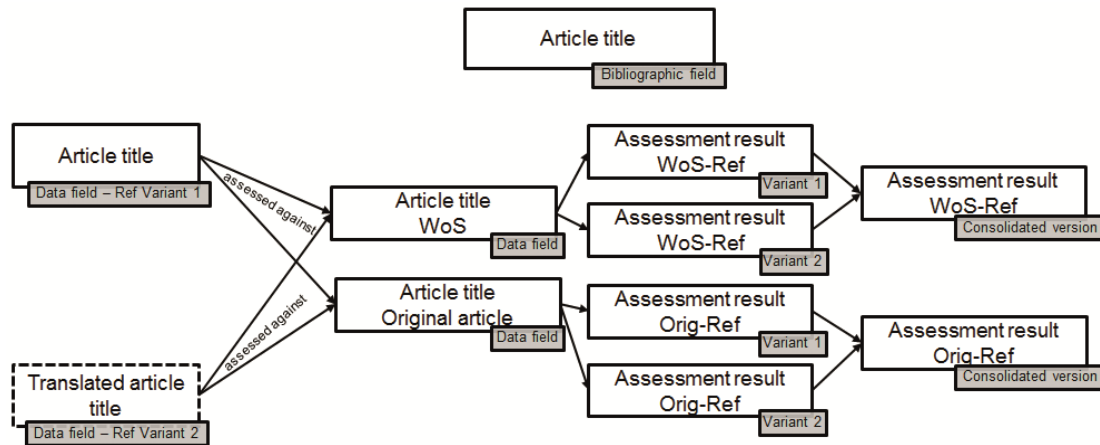 Article title
Bibliographic field
Article title
Data field – Ref Variant 1
assessed against
Article title
WoS
Data field
Assessment result
WoS-Ref
Variant 1
Assessment result
WoS-Ref
Variant 2
Assessment result
WoS-Ref
Consolidated version
Translated article
title
Data field – Ref Variant 2
assessed against
Article title
Original article
Data field
Assessment result
Orig-Ref
Variant 1
Assessment result
Orig-Ref
Variant 2
Assessment result
Orig-Ref
Consolidated version